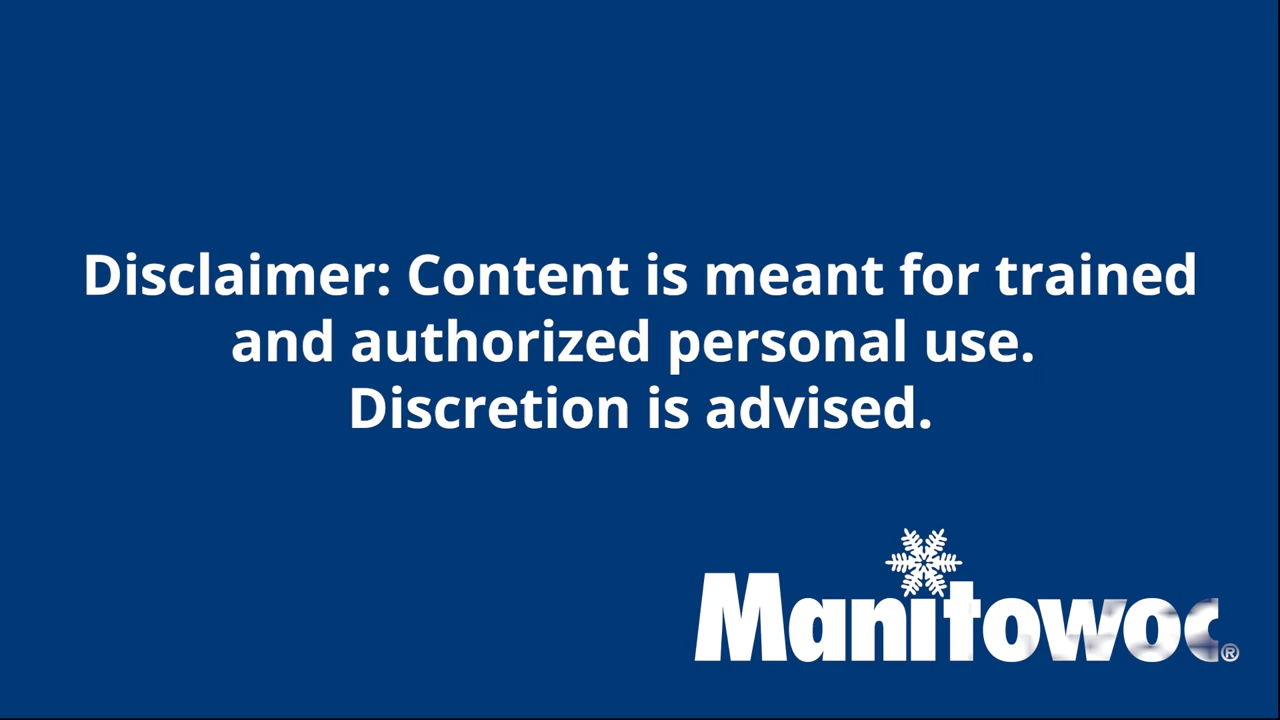 Disclaimer: Content is meant for trained
and authorized personal use.
Discretion is advised.
Manitowoc®